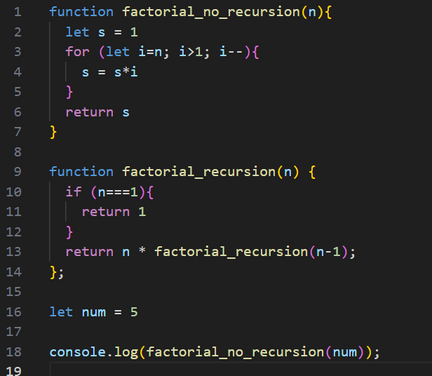 1 function factorial_no_recursion(n){
2   let s = 1
3   for (let i=n; i>1; i--){
4     s = s*i
5   }
6   return s
7 }
8
9 function factorial_recursion(n) {
10   if (n===1){
11     return 1
12   }
13   return n * factorial_recursion(n-1);
14 };
15
16 let num = 5
17
18 console.log(factorial_no_recursion(num));
19